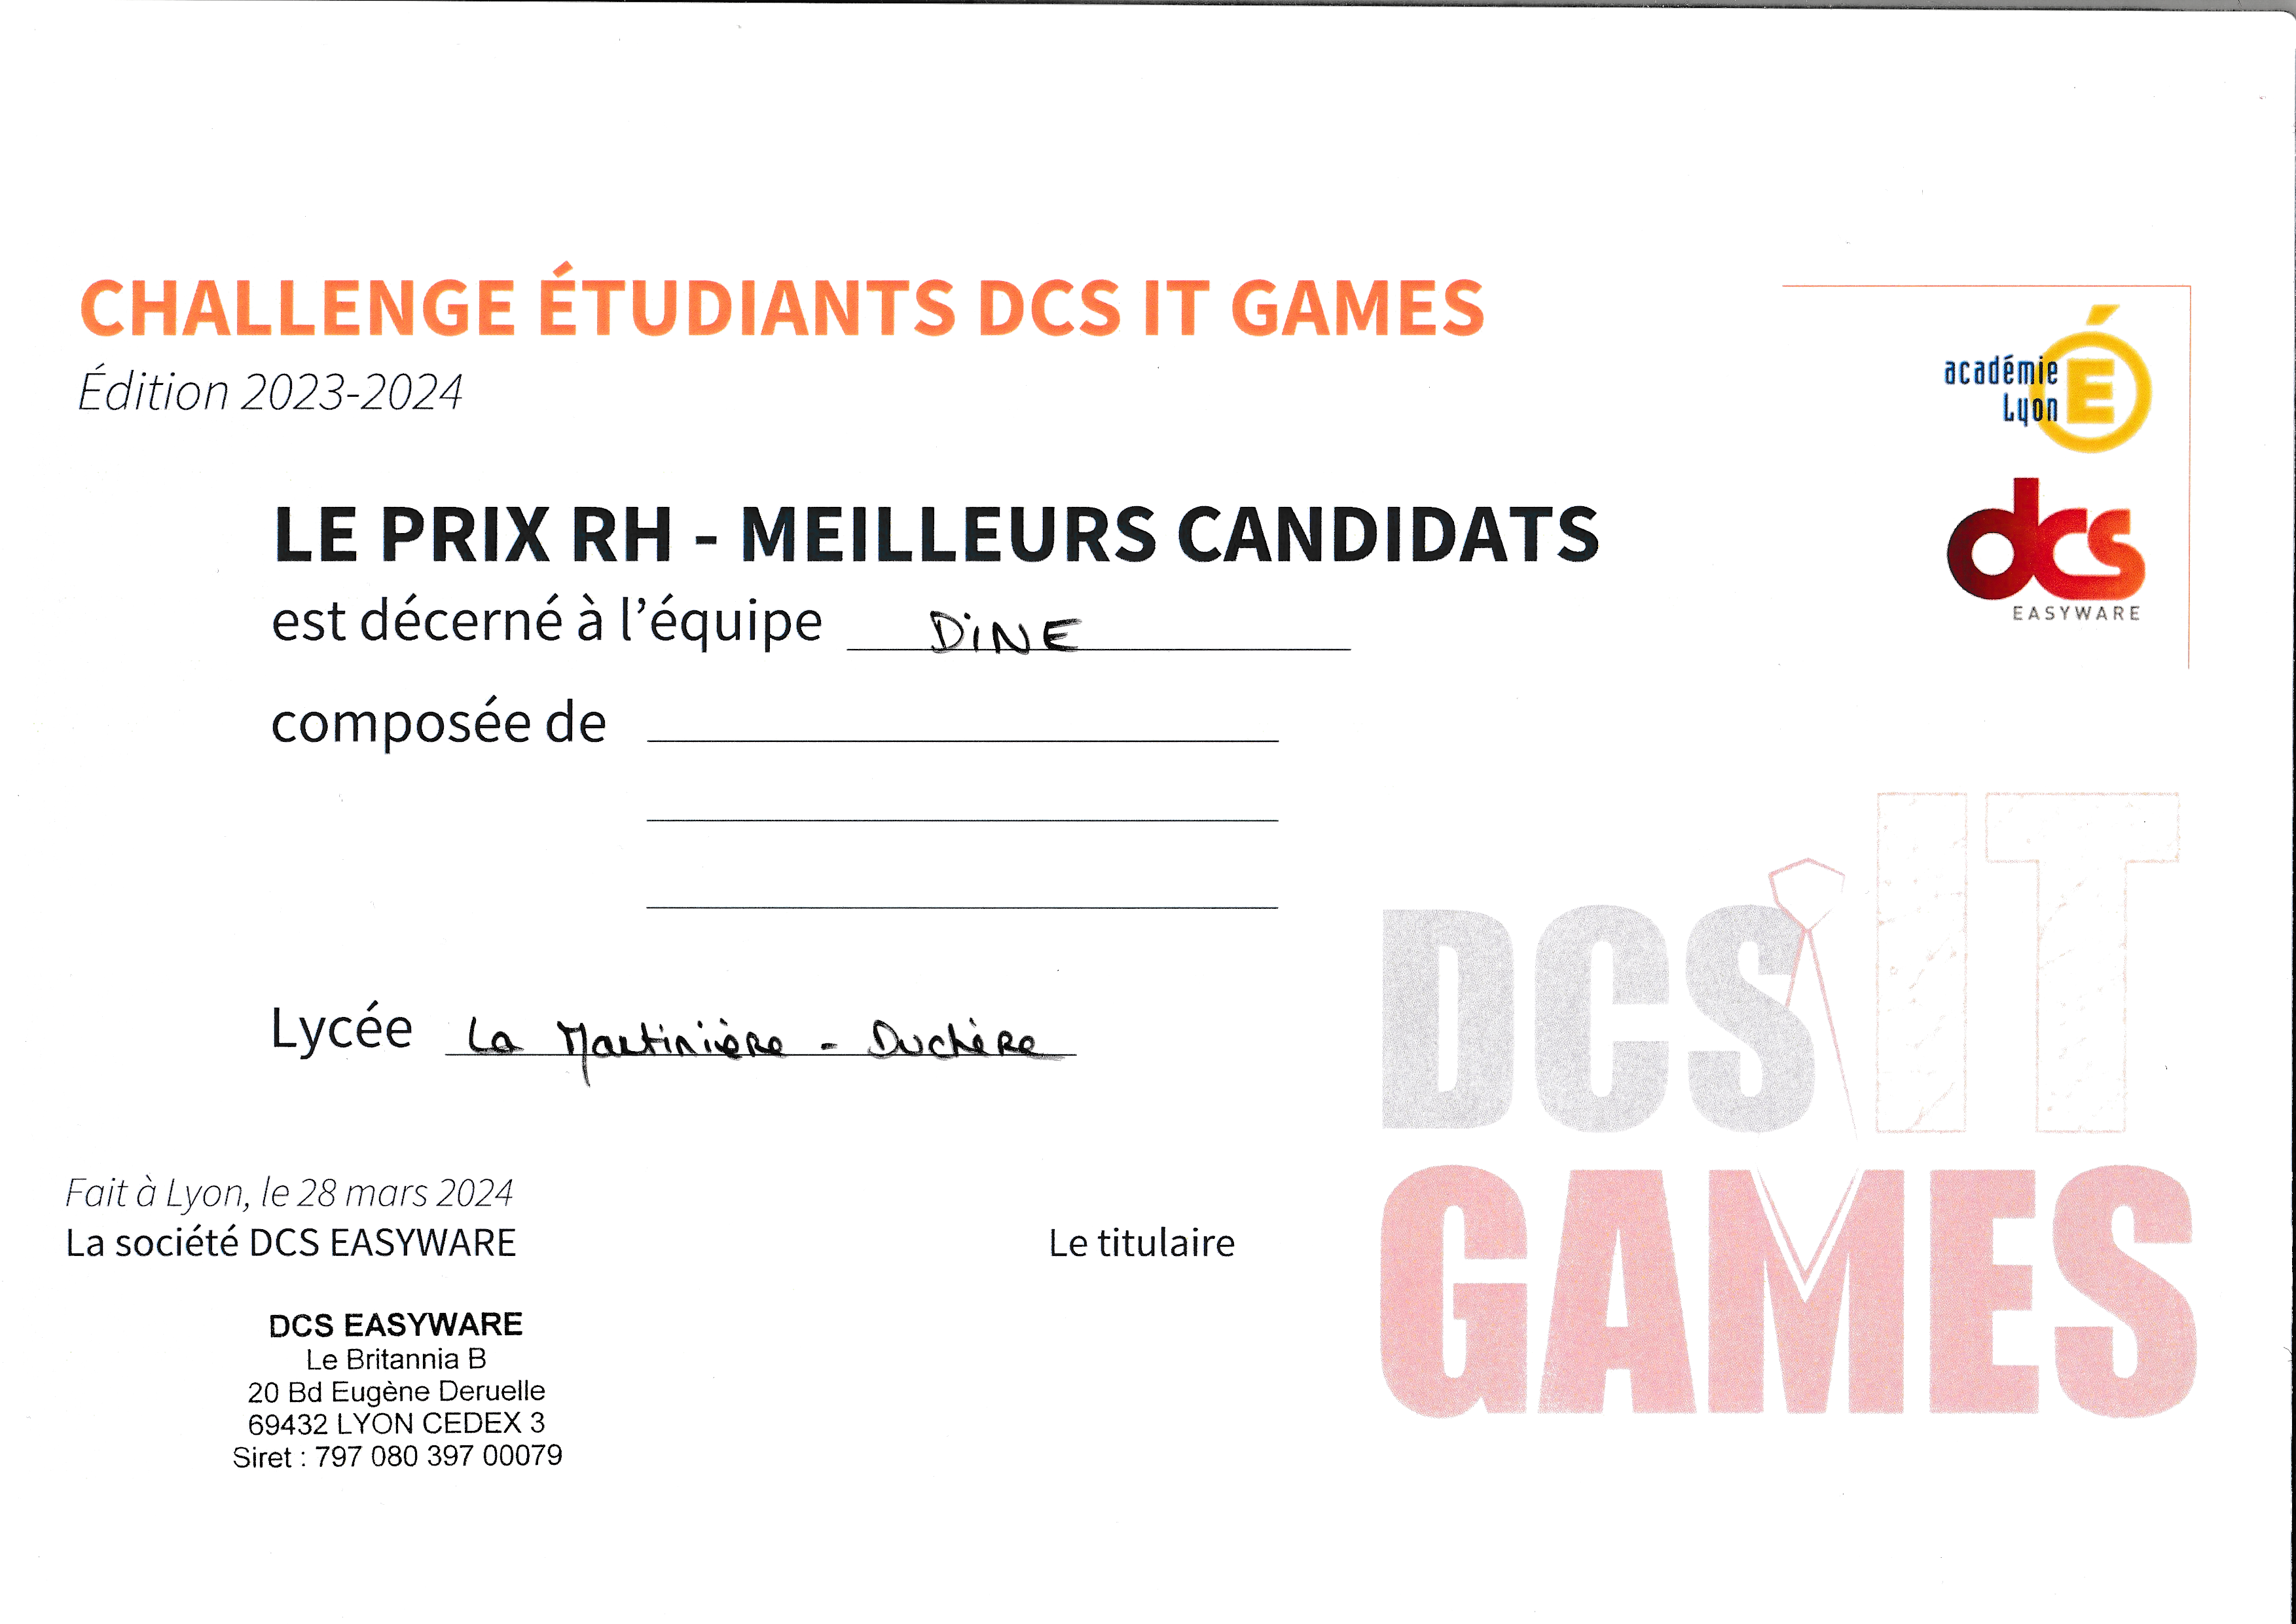 CHALLENGE ÉTUDIANTS DCS IT GAMES
Édition 2023-2024
académie
Lyon
É
dcs
EASYWARE
LE PRIX RH - MEILLEURS CANDIDATS
est décerné à l'équipe DiNE
composée de
Lycée La Martinière - Duchère
DCS IT
GAMES
Fait à Lyon, le 28 mars 2024
La société DCS EASYWARE
Le titulaire
DCS EASYWARE
Le Britannia B
20 Bd Eugène Deruelle
69432 LYON CEDEX 3
Siret : 797 080 397 00079